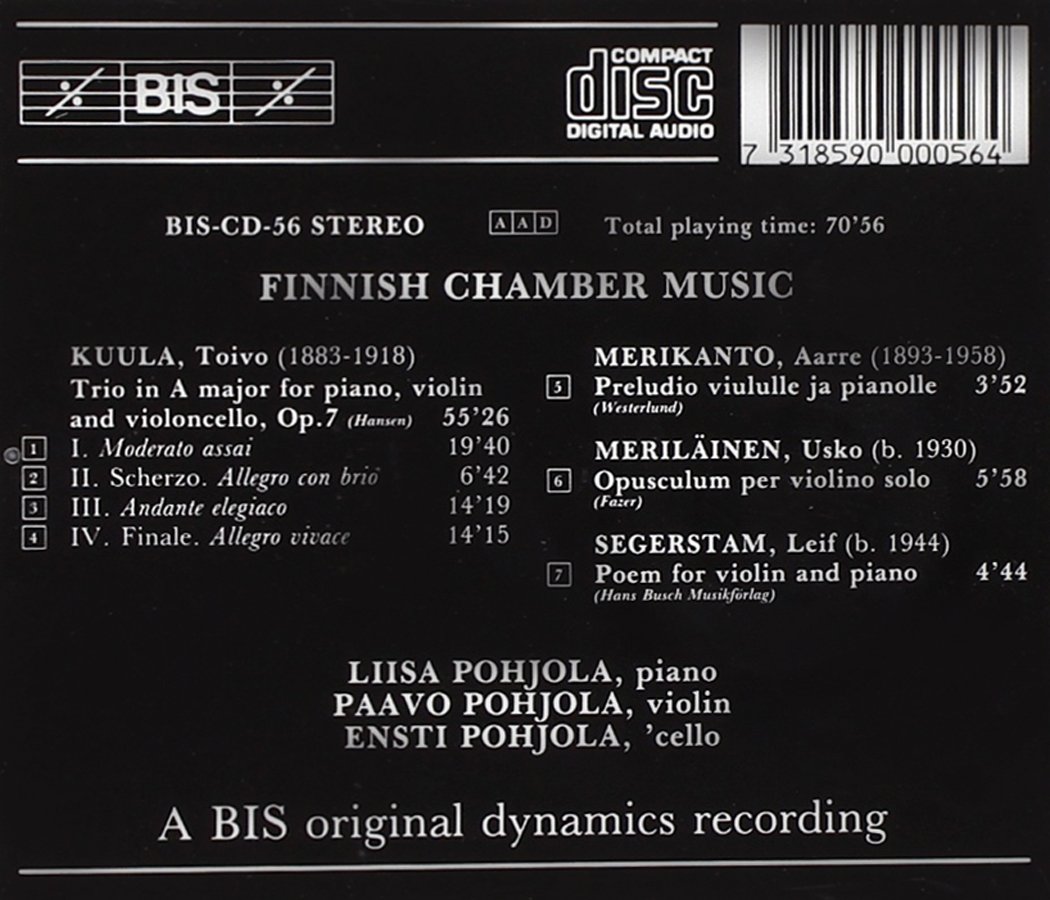 BIS
COMPACT
disc
DIGITAL AUDIO
7 318590 000564
BIS-CD-56 STEREO
A A D
Total playing time: 70'56
FINNISH CHAMBER MUSIC
KUULA, Toivo (1883-1918)
Trio in A major for piano, violin
and violoncello, Op.7 (Hansen) 55'26
1 I. Moderato assai 19'40
2 II. Scherzo. Allegro con brio 6'42
3 III. Andante elegiaco 14'19
4 IV. Finale. Allegro vivace 14'15
MERIKANTO, Aarre (1893-1958)
5 Preludio viululle ja pianolle 3'52
(Westerlund)
MERILÄINEN, Usko (b. 1930)
6 Opusculum per violino solo 5'58
(Fazer)
SEGERSTAM, Leif (b. 1944)
7 Poem for violin and piano 4'44
(Hans Busch Musikförlag)
LIISA POHJOLA, piano
PAAVO POHJOLA, violin
ENSTI POHJOLA, 'cello
A BIS original dynamics recording